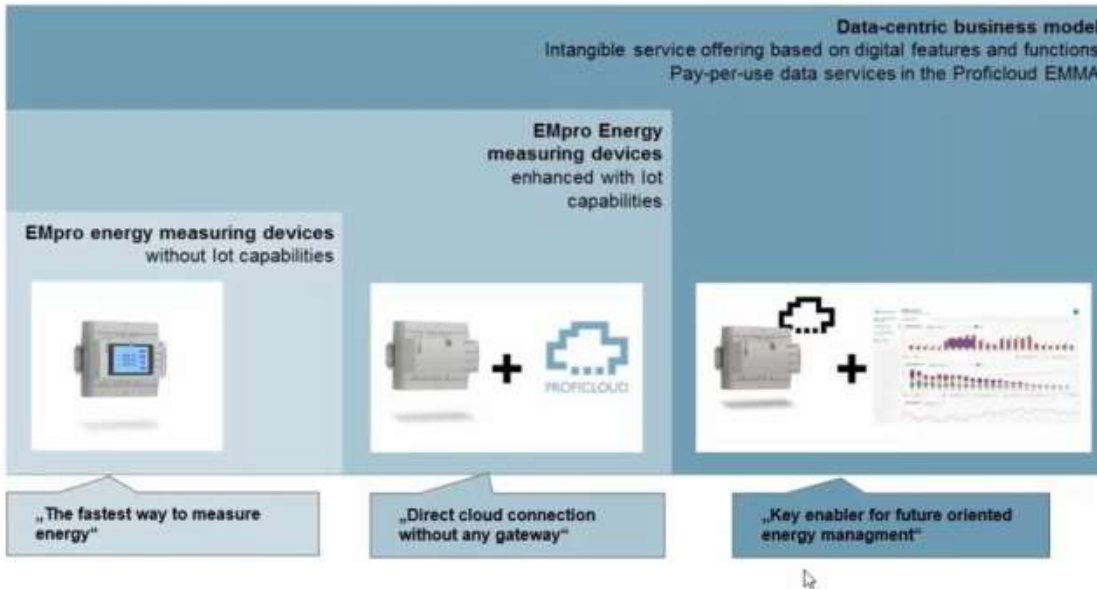 Data-centric business model
Intangible service offering based on digital features and functions
Pay-per-use data services in the Proficloud EMMA
EMpro Energy
measuring devices
enhanced with Iot
capabilities
EMpro energy measuring devices
without Iot capabilities
PROFICLOUD
„The fastest way to measure
energy“
„Direct cloud connection
without any gateway“
„Key enabler for future oriented
energy managment“